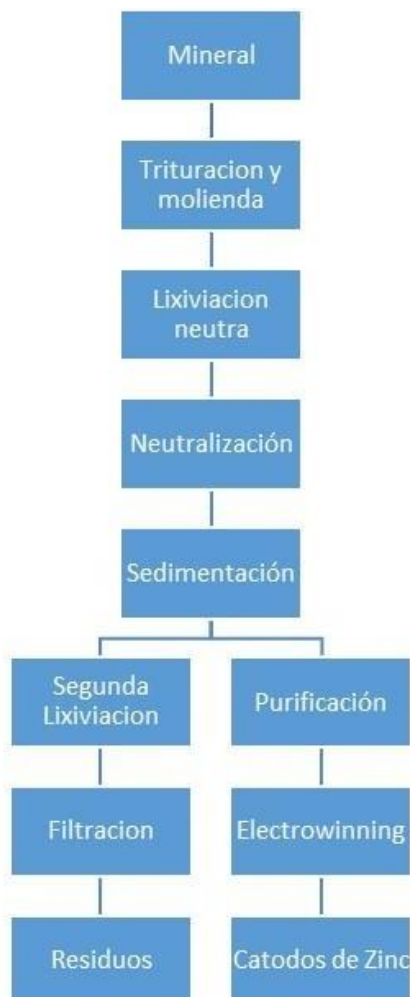 Mineral
Trituracion y
molienda
Lixiviacion
neutra
Neutralización
Sedimentación
Segunda
Lixiviacion
Purificación
Filtracion
Electrowinning
Residuos
Catodos de Zinc